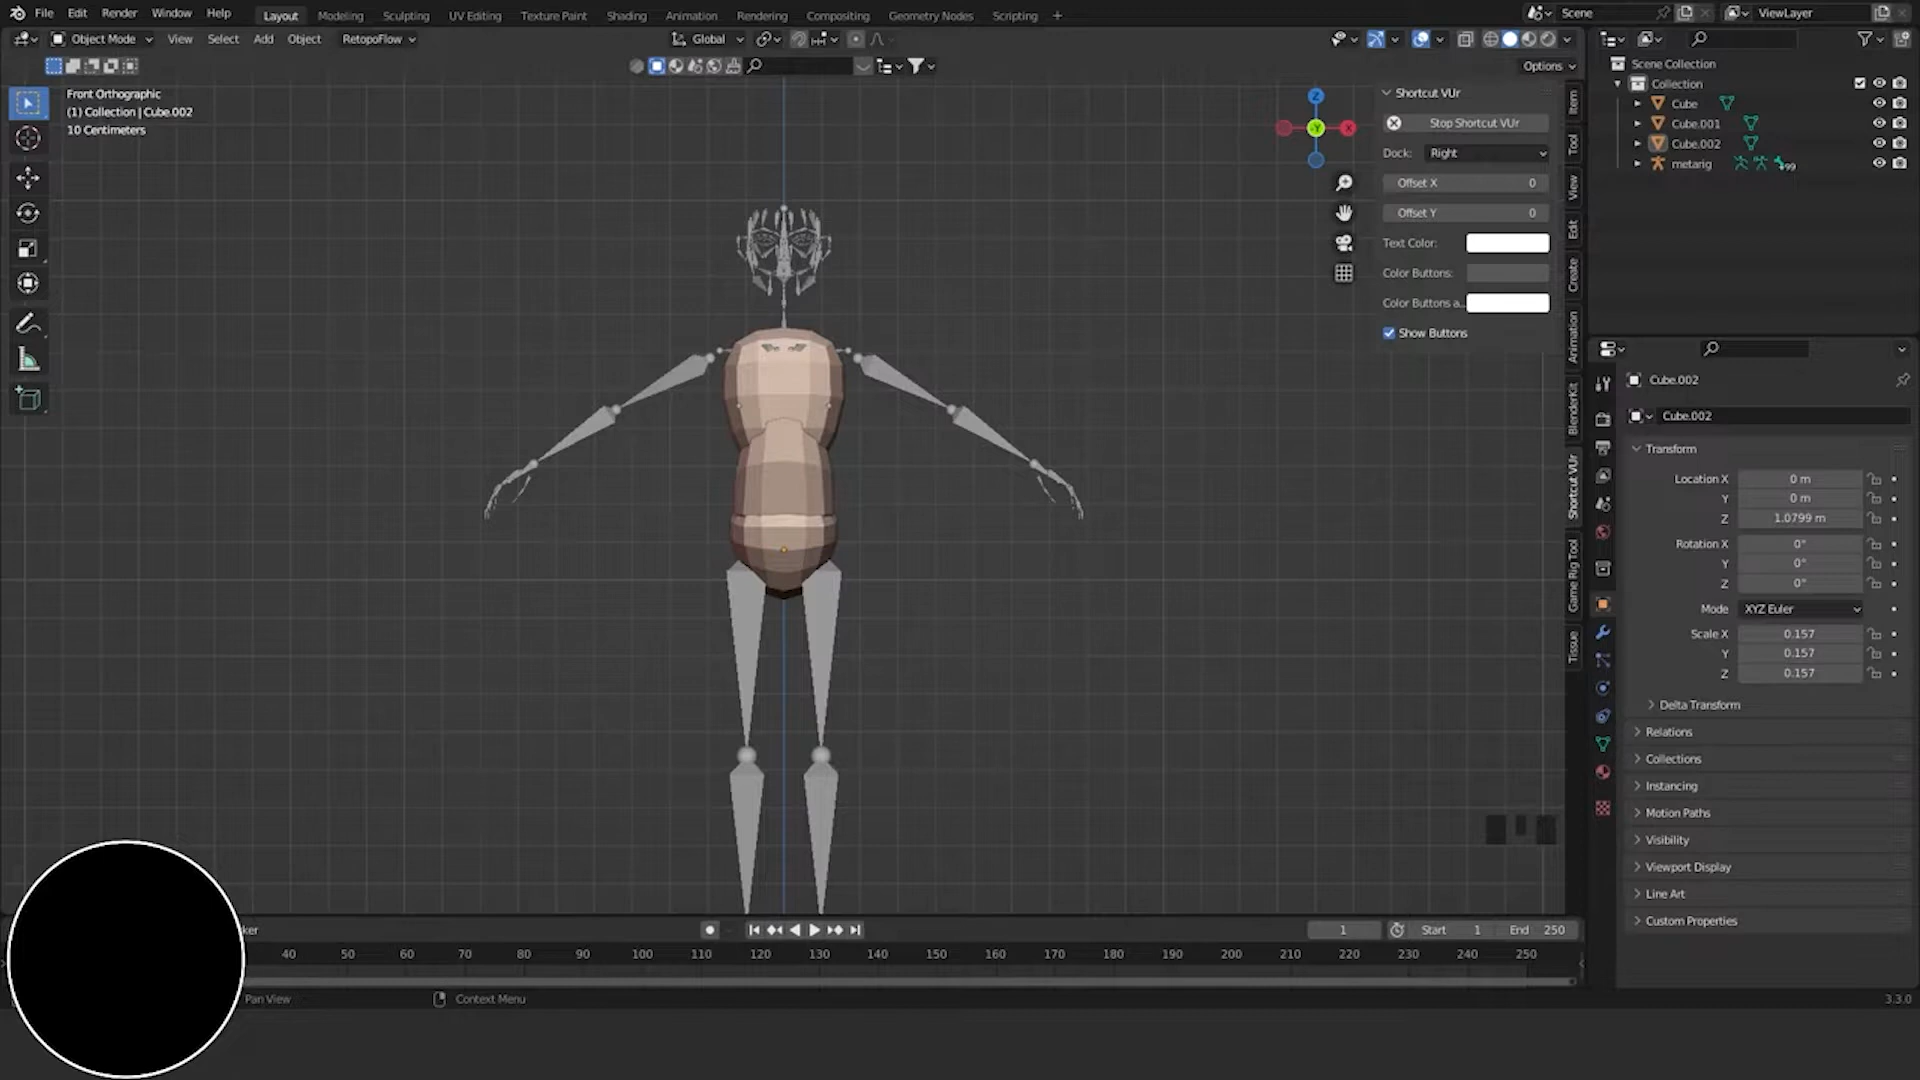 File Edit Render Window Help Layout Modeling Sculpting UV Editing Texture Paint Shading Animation Rendering Compositing Geometry Nodes Scripting + Scene ViewLayer
Object Mode View Select Add Object RetopoFlow Global
Options
Front Orthographic
(1) Collection | Cube.002
10 Centimeters
Z
Y
X
Shortcut VUr
Stop Shortcut VUr
Dock: Right
Offset X 0
Offset Y 0
Text Color:
Color Buttons:
Color Buttons a..
Show Buttons
Item
Tool
View
Edit
Create
Animation
BlenderKit
Shortcut VUr
Game Rig Tool
Tissue
Scene Collection
Collection
Cube
Cube.001
Cube.002
metarig 99
Cube.002
Cube.002
Transform
Location X 0 m
Y 0 m
Z 1.0799 m
Rotation X 0°
Y 0°
Z 0°
Mode XYZ Euler
Scale X 0.157
Y 0.157
Z 0.157
Delta Transform
Relations
Collections
Instancing
Motion Paths
Visibility
Viewport Display
Line Art
Custom Properties
ker 1 Start 1 End 250
40 50 60 70 80 90 100 110 120 130 140 150 160 170 180 190 200 210 220 230 240 250
Pan View Context Menu 3.3.0